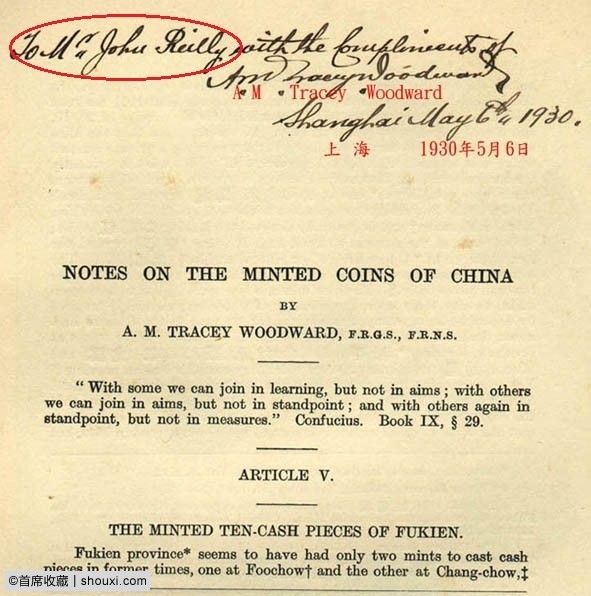 To Mr. John Reilly with the Compliments of
A M Tracey Woodward
A M Tracey Woodward
Shanghai May 6th, 1930.
上 海 1930年5月6日
NOTES ON THE MINTED COINS OF CHINA
BY
A. M. TRACEY WOODWARD, F.R.G.S., F.R.N.S.
“With some we can join in learning, but not in aims ; with others
we can join in aims, but not in standpoint ; and with others again in
standpoint, but not in measures.” Confucius. Book IX, § 29.
ARTICLE V.
THE MINTED TEN-CASH PIECES OF FUKIEN.
Fukien province* seems to have had only two mints to cast cash
pieces in former times, one at Foochow† and the other at Chang-chow,‡
©首席收藏 | shouxi.com